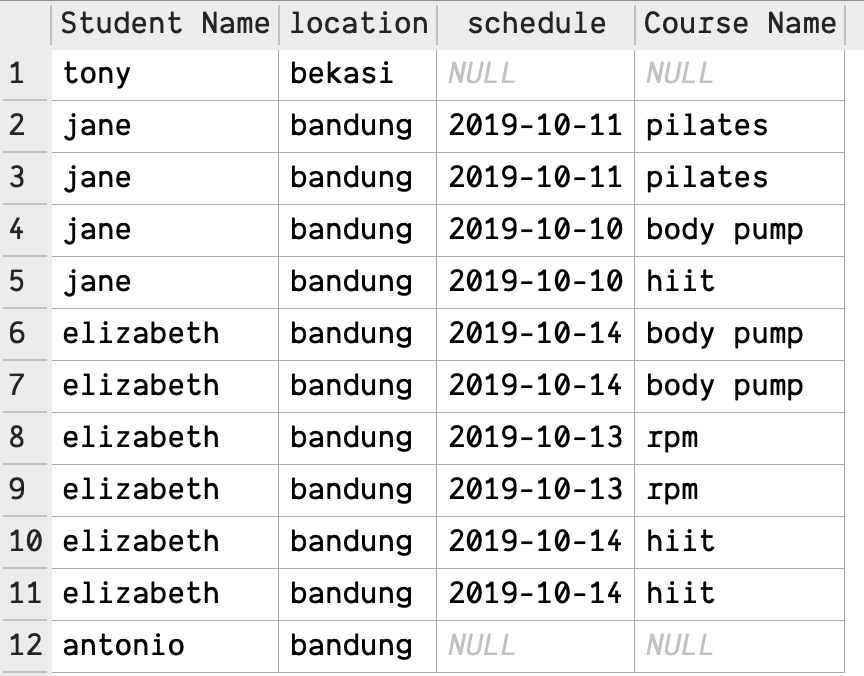 Student Name location schedule Course Name
1 tony bekasi NULL NULL
2 jane bandung 2019-10-11 pilates
3 jane bandung 2019-10-11 pilates
4 jane bandung 2019-10-10 body pump
5 jane bandung 2019-10-10 hiit
6 elizabeth bandung 2019-10-14 body pump
7 elizabeth bandung 2019-10-14 body pump
8 elizabeth bandung 2019-10-13 rpm
9 elizabeth bandung 2019-10-13 rpm
10 elizabeth bandung 2019-10-14 hiit
11 elizabeth bandung 2019-10-14 hiit
12 antonio bandung NULL NULL